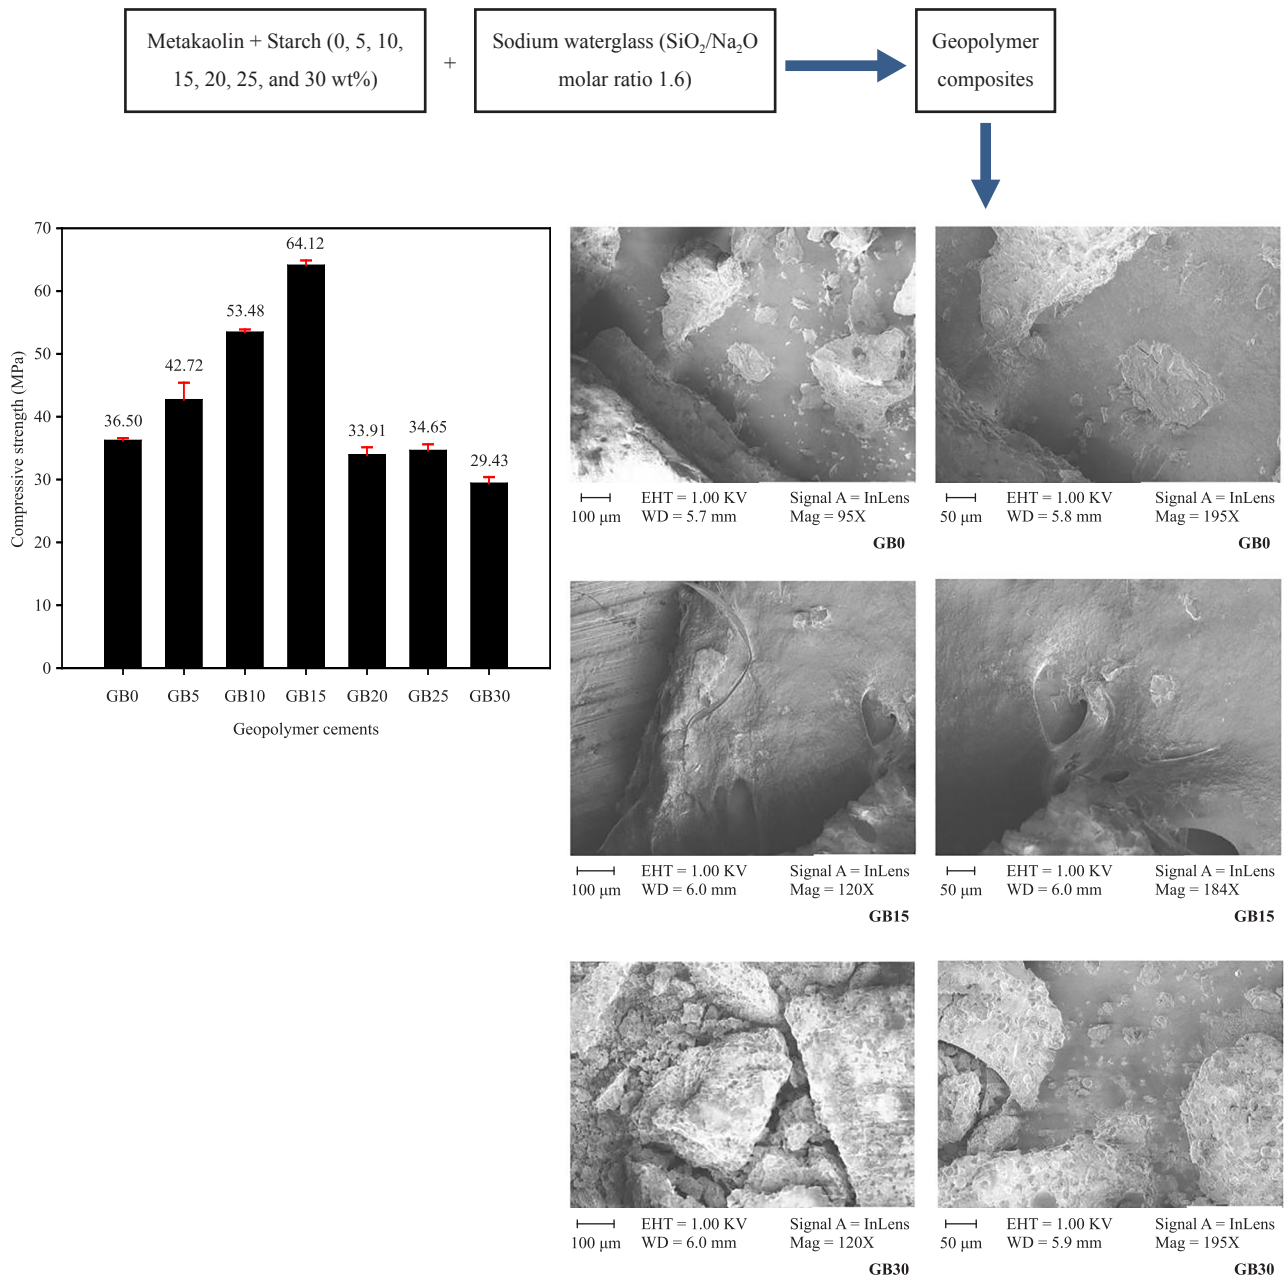 Metakaolin + Starch (0, 5, 10,
15, 20, 25, and 30 wt%)
+
Sodium waterglass (SiO₂/Na₂O
molar ratio 1.6)
Geopolymer
composites
Compressive strength (MPa)
70
60
50
40
30
20
10
0
36.50
42.72
53.48
64.12
33.91
34.65
29.43
GB0
GB5
GB10
GB15
GB20
GB25
GB30
Geopolymer cements
100 μm
EHT = 1.00 KV
WD = 5.7 mm
Signal A = InLens
Mag = 95X
GB0
50 μm
EHT = 1.00 KV
WD = 5.8 mm
Signal A = InLens
Mag = 195X
GB0
100 μm
EHT = 1.00 KV
WD = 6.0 mm
Signal A = InLens
Mag = 120X
GB15
50 μm
EHT = 1.00 KV
WD = 6.0 mm
Signal A = InLens
Mag = 184X
GB15
100 μm
EHT = 1.00 KV
WD = 6.0 mm
Signal A = InLens
Mag = 120X
GB30
50 μm
EHT = 1.00 KV
WD = 5.9 mm
Signal A = InLens
Mag = 195X
GB30